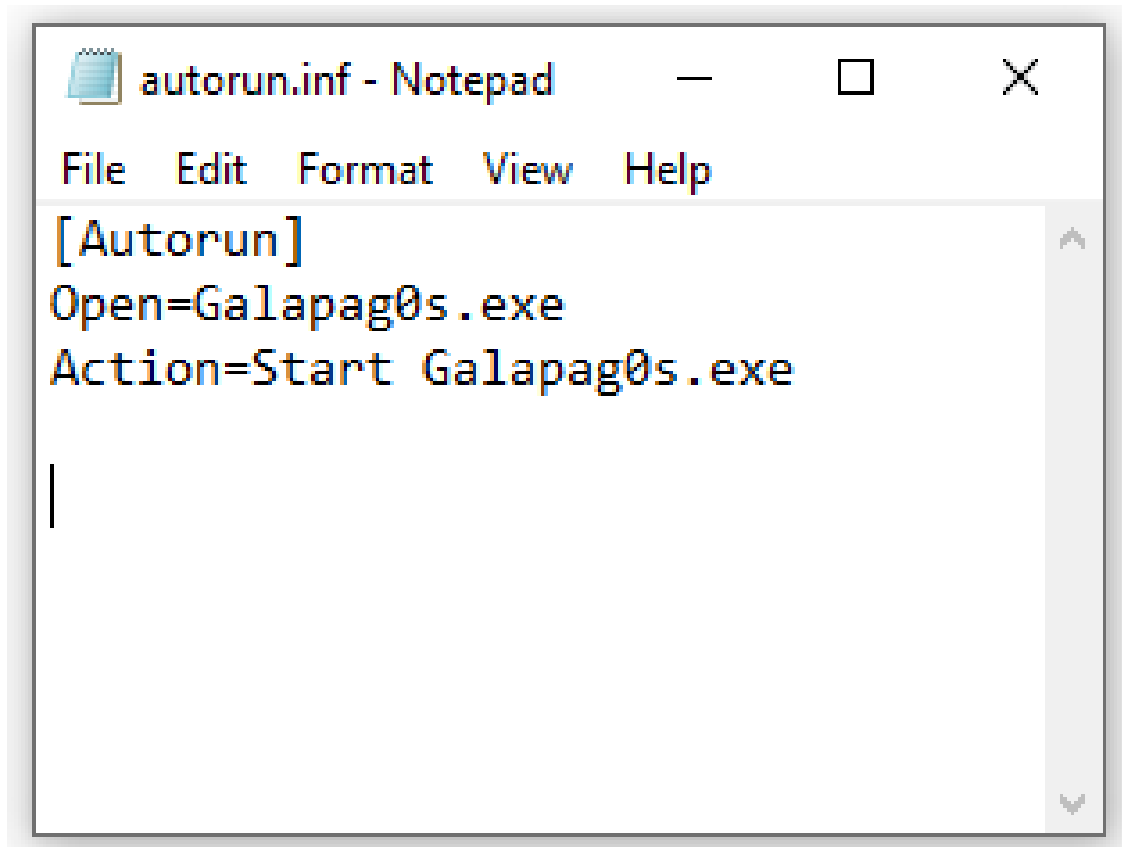 autorun.inf - Notepad
File Edit Format View Help
[Autorun]
Open=Galapag0s.exe
Action=Start Galapag0s.exe